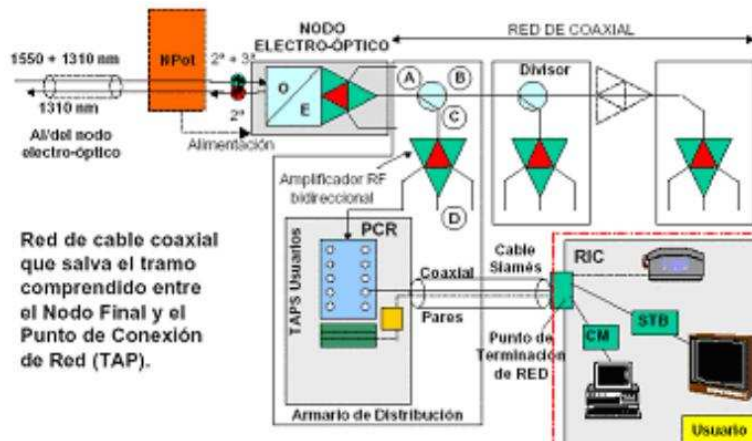 NODO
ELECTRO-ÓPTICO
RED DE COAXIAL
1550 + 1310 nm
NPot
2ª + 3ª
1310 nm
2ª
Al/del nodo
electro-óptico
Alimentación
O
E
A
B
C
D
Divisor
Amplificador RF
bidireccional
Red de cable coaxial
que salva el tramo
comprendido entre
el Nodo Final y el
Punto de Conexión
de Red (TAP).
PCR
TAPS Usuarios
Coaxial
Pares
Cable
Siamés
Punto de
Terminación
de RED
Armario de Distribución
RIC
STB
CM
Usuario